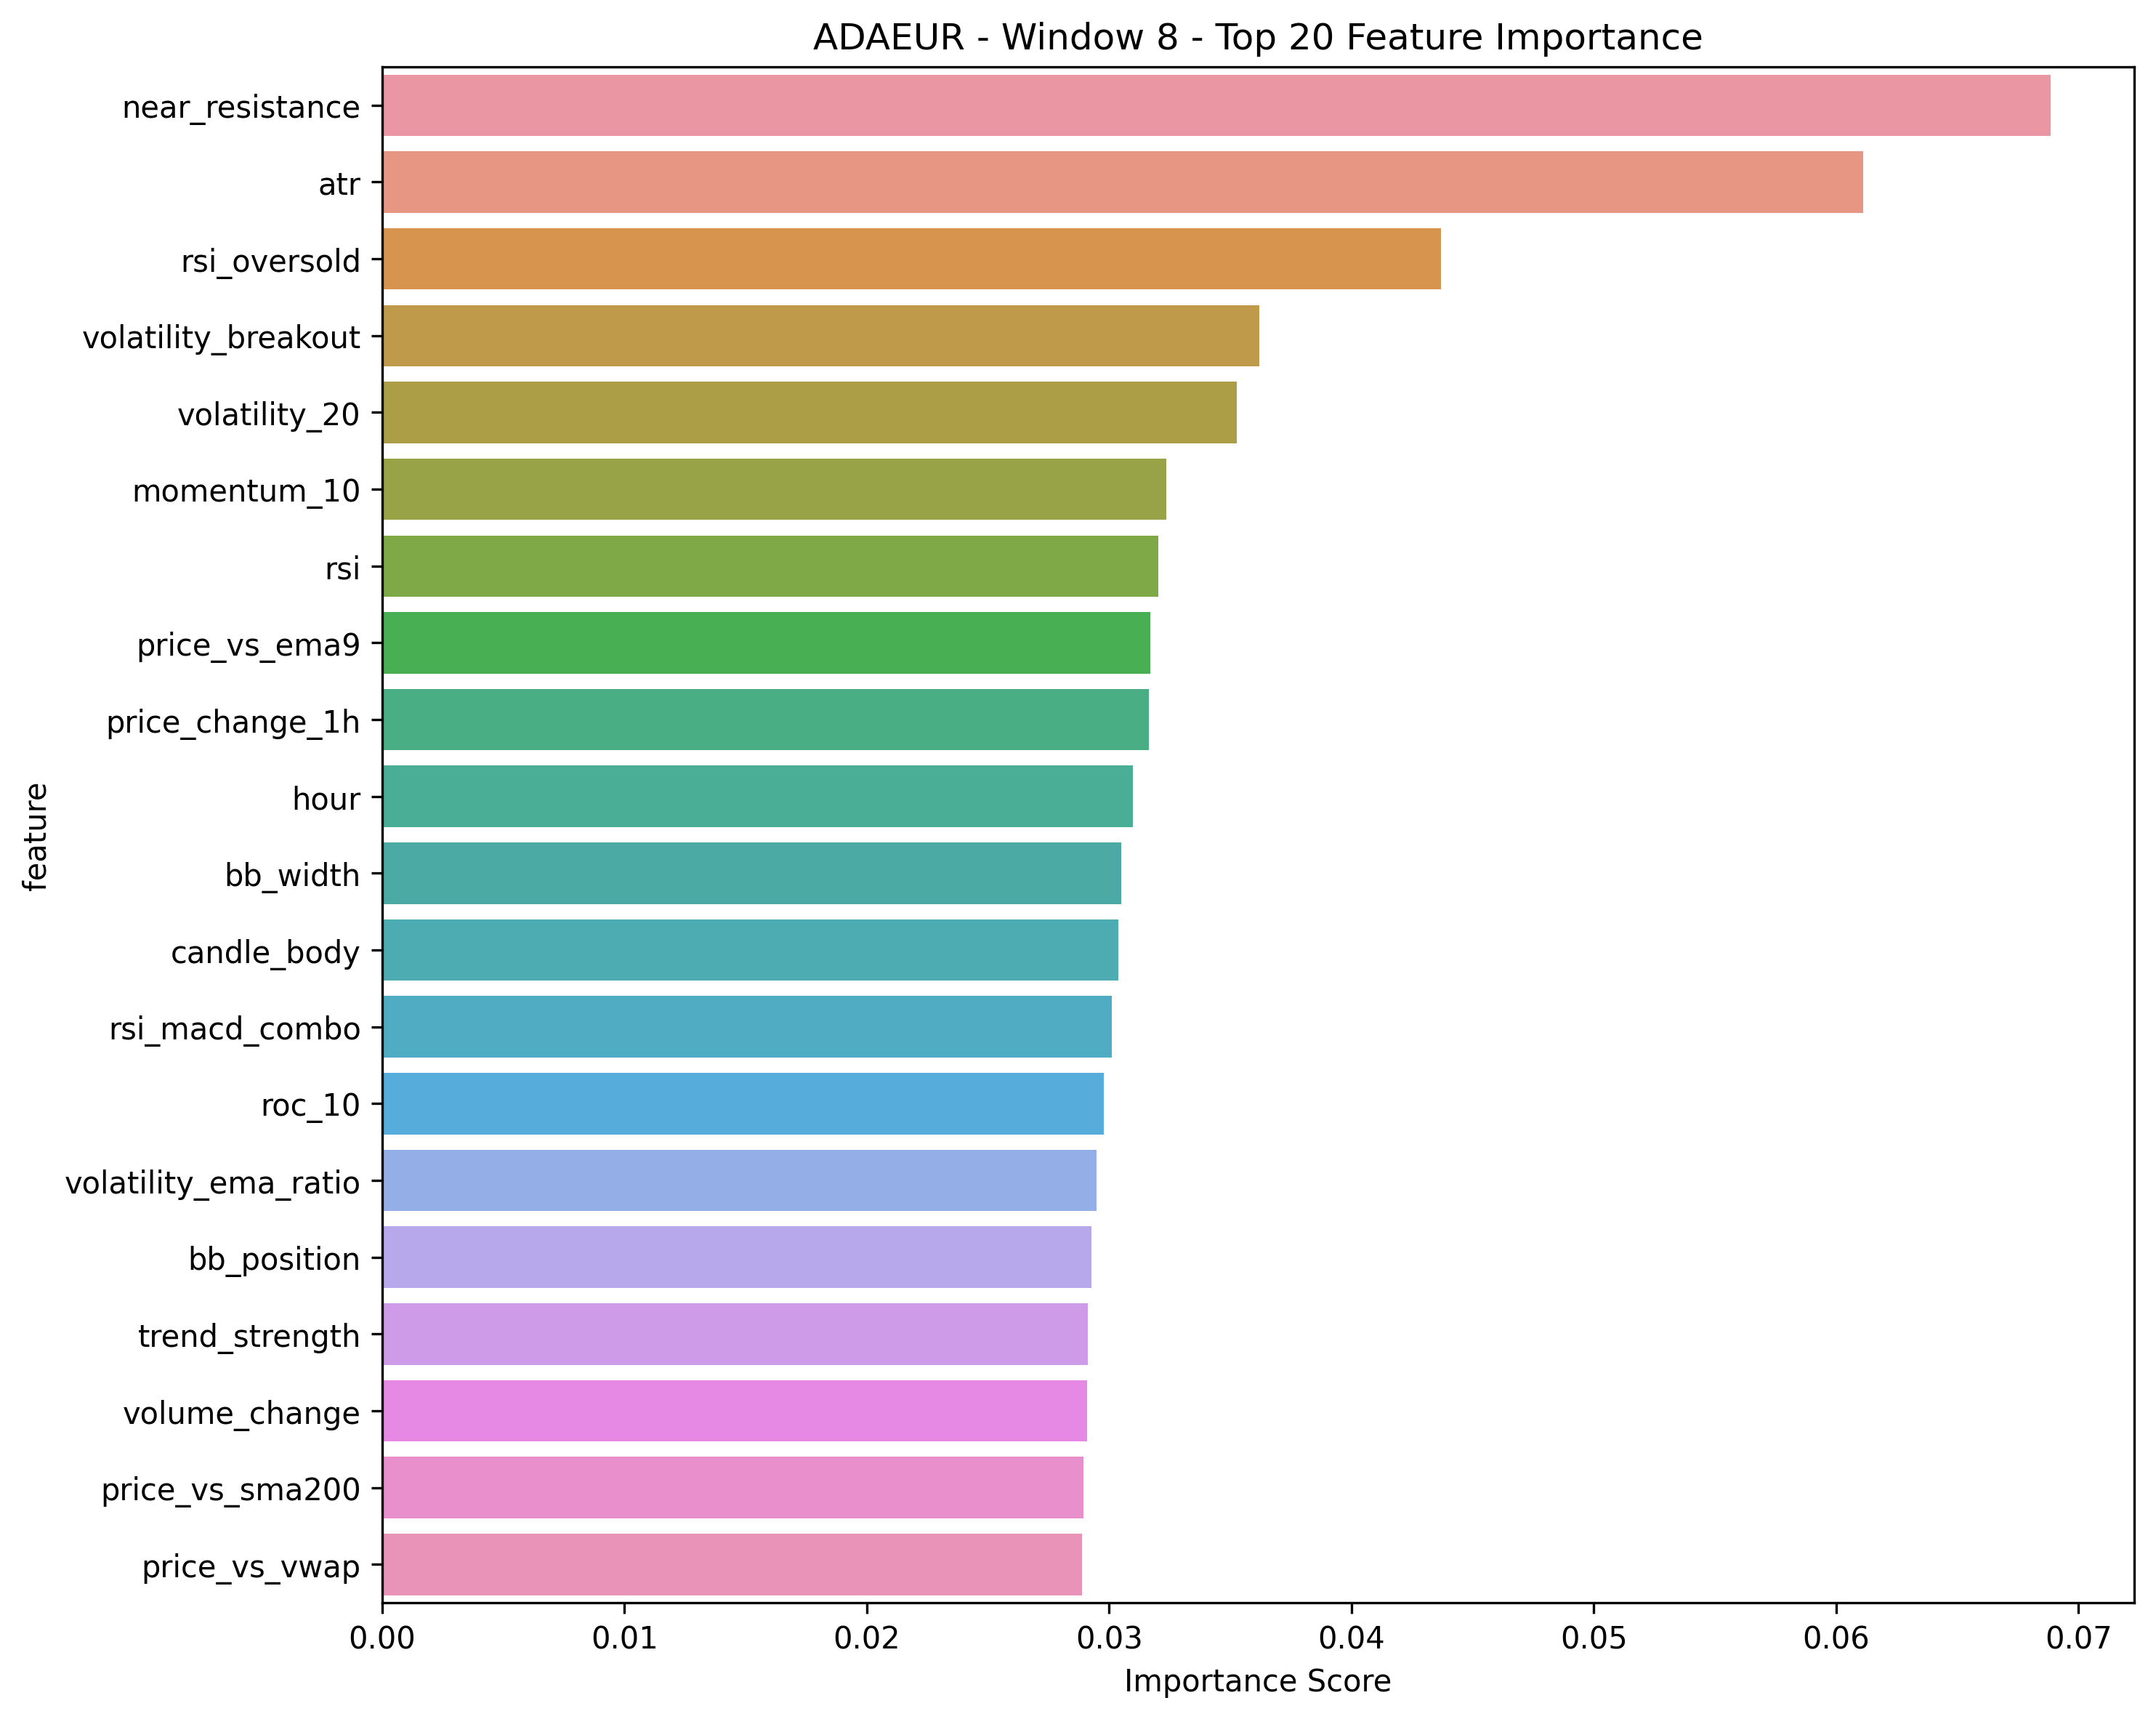 ADAEUR - Window 8 - Top 20 Feature Importance
near_resistance
atr
rsi_oversold
volatility_breakout
volatility_20
momentum_10
rsi
price_vs_ema9
price_change_1h
hour
bb_width
candle_body
rsi_macd_combo
roc_10
volatility_ema_ratio
bb_position
trend_strength
volume_change
price_vs_sma200
price_vs_vwap
feature
0.00 0.01 0.02 0.03 0.04 0.05 0.06 0.07
Importance Score